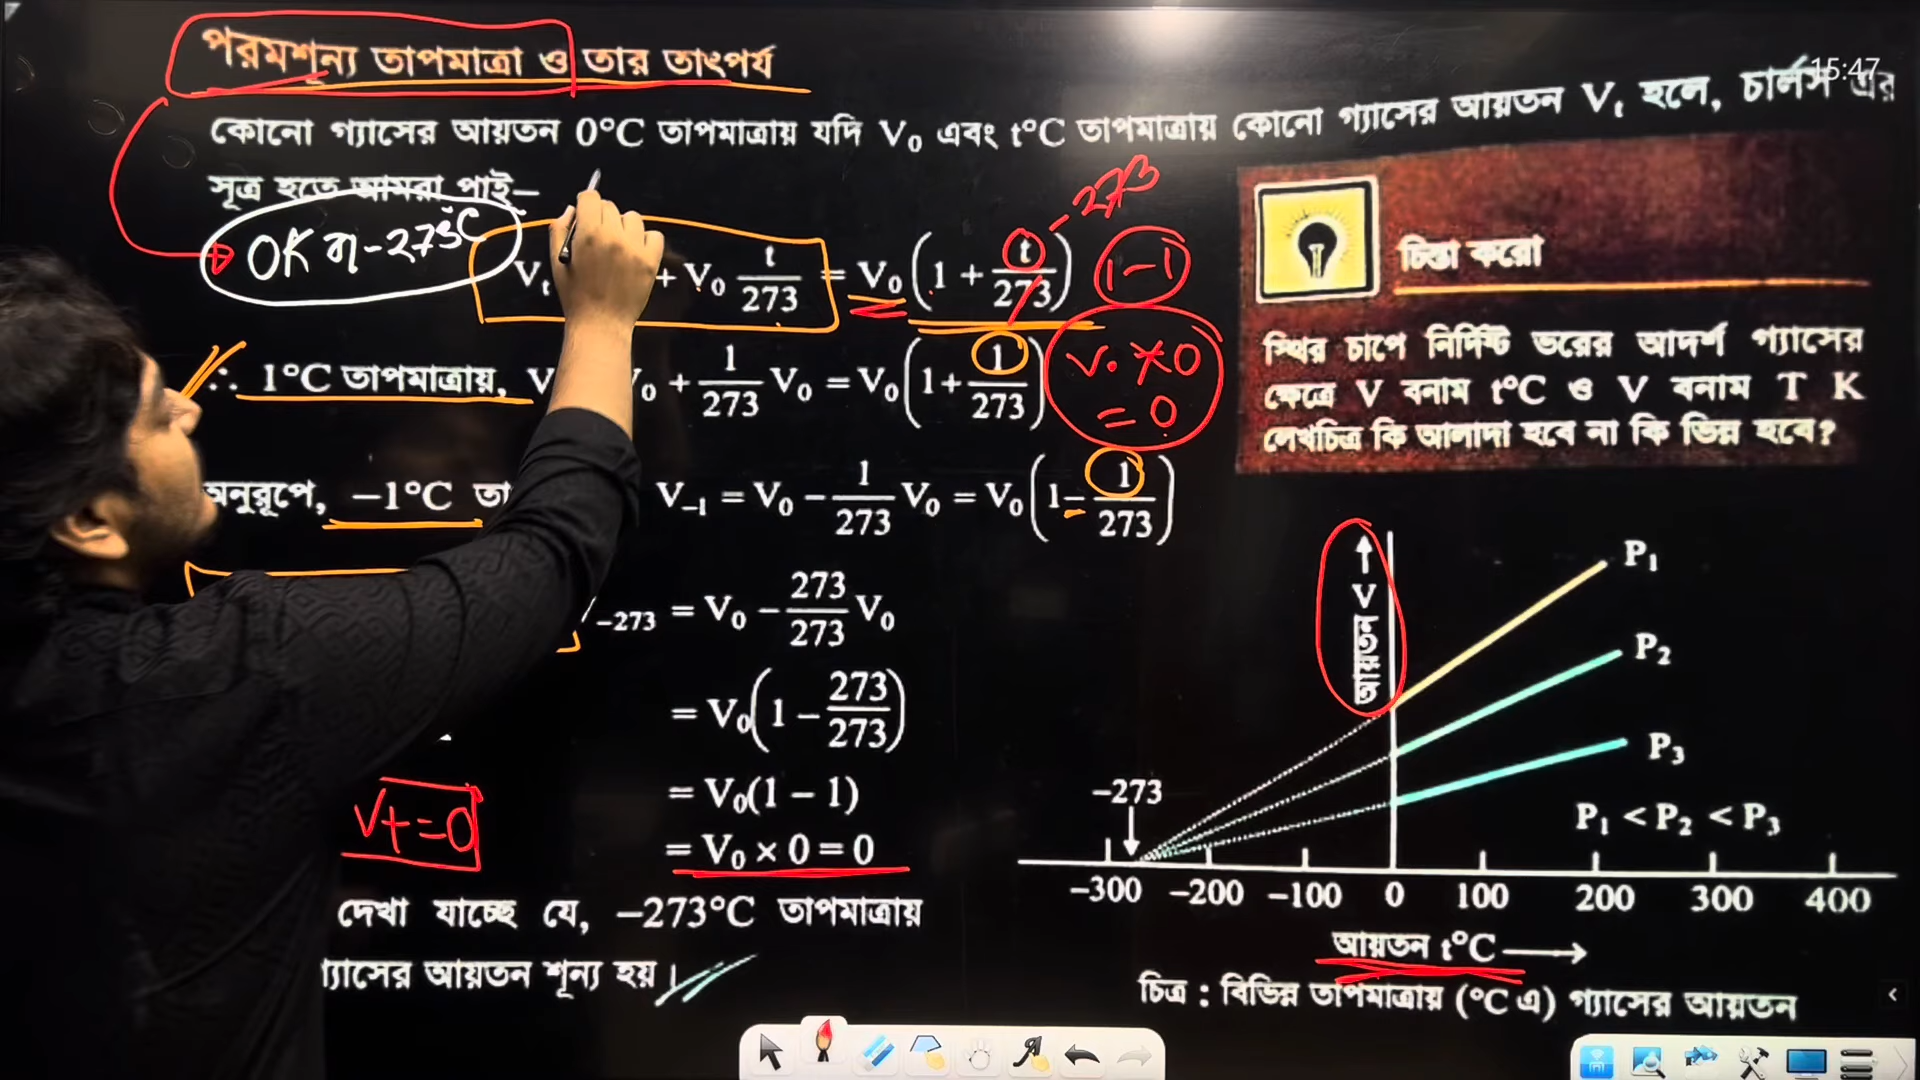 পরমশূন্য তাপমাত্রা ও তার তাৎপর্য
15:47
কোনো গ্যাসের আয়তন 0°C তাপমাত্রায় যদি V₀ এবং t°C তাপমাত্রায় কোনো গ্যাসের আয়তন Vₜ হলে, চার্লস এর
সূত্র হতে আমরা পাই–
-273
0K বা -273°C
Vₜ + V₀ t/273 = V₀(1 + t/273)
1-1
V₀ × 0
= 0
∴ 1°C তাপমাত্রায়, V₀ + 1/273 V₀ = V₀(1+ 1/273)
অনুরূপে, –1°C V₋₁ = V₀ – 1/273 V₀ = V₀(1– 1/273)
₋₂₇₃ = V₀ – 273/273 V₀
= V₀(1 – 273/273)
= V₀(1 – 1)
Vt=0
= V₀ × 0 = 0
দেখা যাচ্ছে যে, –273°C তাপমাত্রায়
গ্যাসের আয়তন শূন্য হয়।
চিন্তা করো
স্থির চাপে নির্দিষ্ট ভরের আদর্শ গ্যাসের
ক্ষেত্রে V বনাম t°C ও V বনাম T K
লেখচিত্র কি আলাদা হবে না কি ভিন্ন হবে?
আয়তন V
P₁
P₂
P₃
–273
P₁ < P₂ < P₃
–300 –200 –100 0 100 200 300 400
আয়তন t°C
চিত্র : বিভিন্ন তাপমাত্রায় (°C এ) গ্যাসের আয়তন